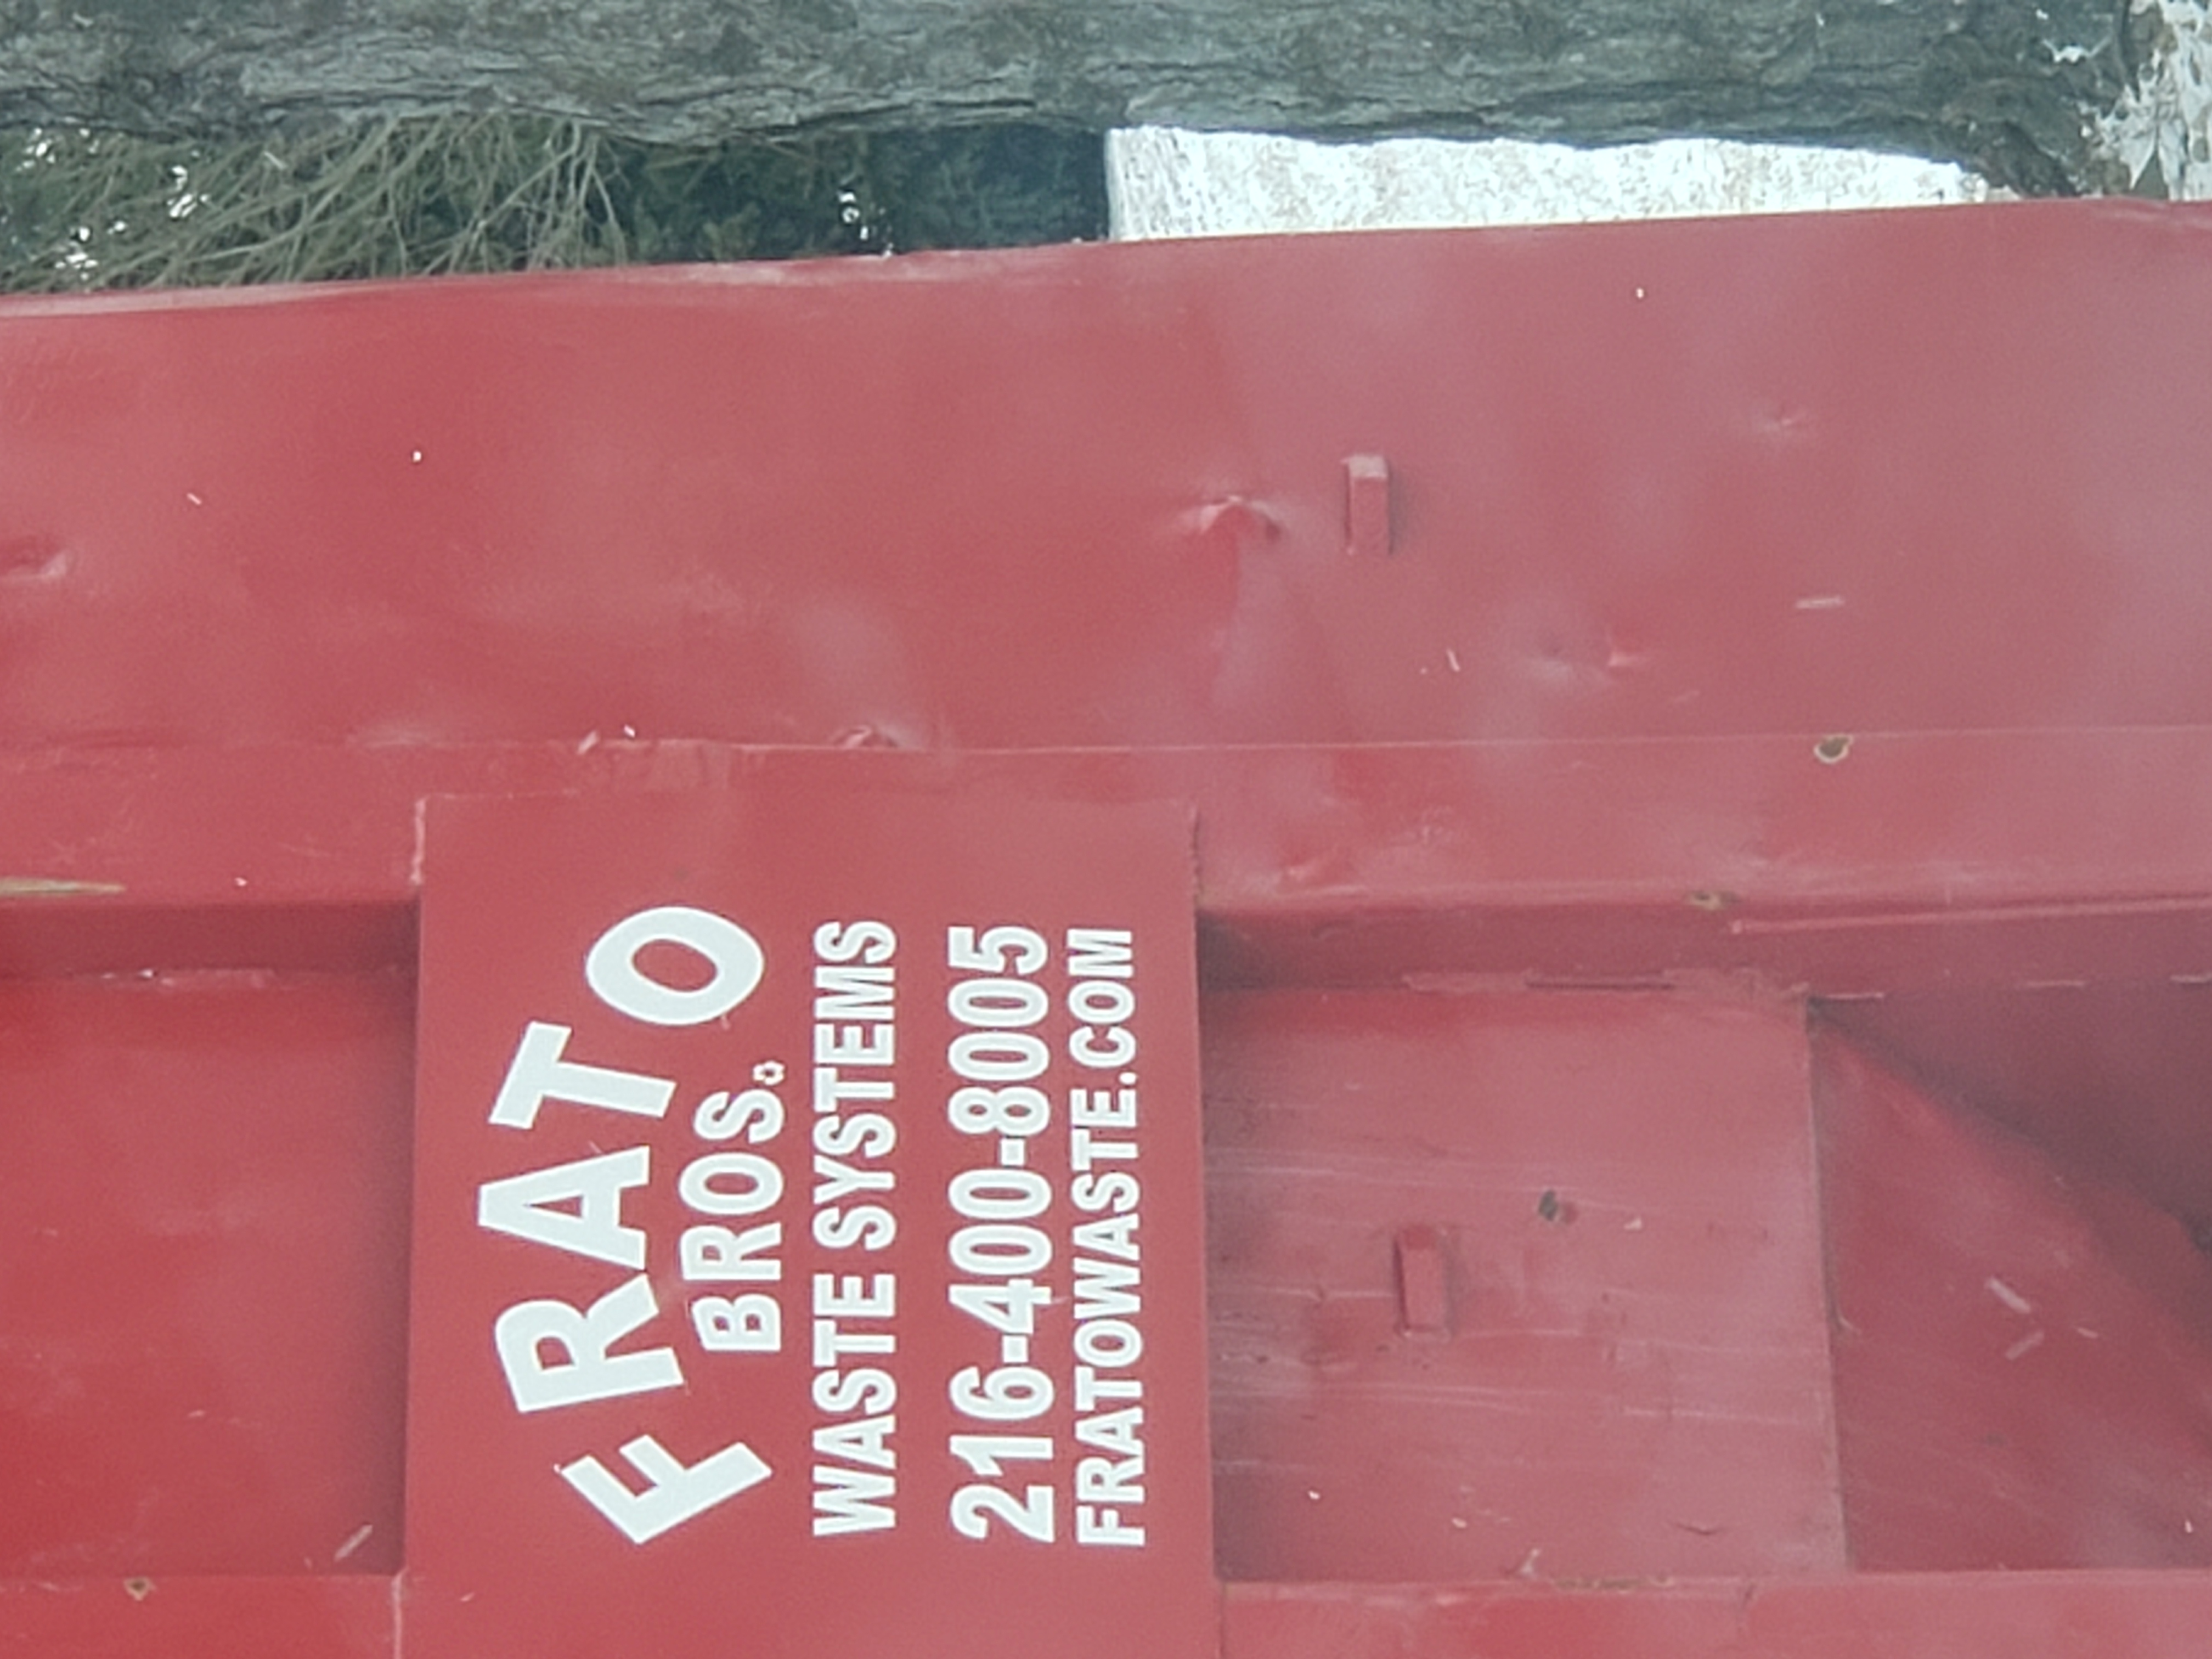 FRATO
BROS.
WASTE SYSTEMS
216-400-8005
FRATOWASTE.COM